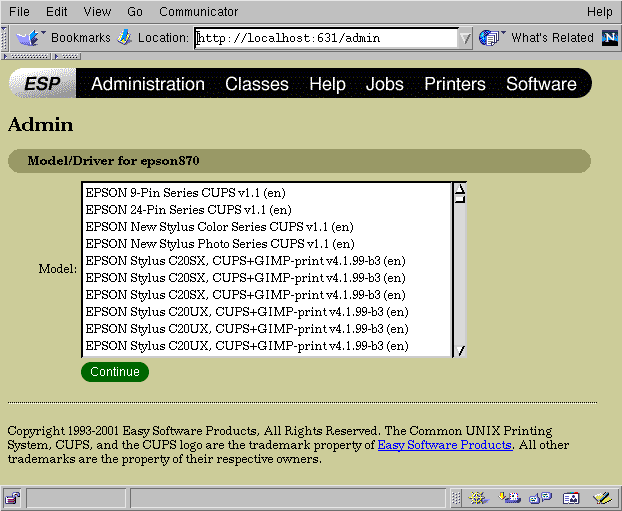 File Edit View Go Communicator Help
Bookmarks Location: http://localhost:631/admin What's Related N
ESP Administration Classes Help Jobs Printers Software
Admin
Model/Driver for epson870
EPSON 9-Pin Series CUPS v1.1 (en)
EPSON 24-Pin Series CUPS v1.1 (en)
EPSON New Stylus Color Series CUPS v1.1 (en)
EPSON New Stylus Photo Series CUPS v1.1 (en)
Model: EPSON Stylus C20SX, CUPS+GIMP-print v4.1.99-b3 (en)
EPSON Stylus C20SX, CUPS+GIMP-print v4.1.99-b3 (en)
EPSON Stylus C20SX, CUPS+GIMP-print v4.1.99-b3 (en)
EPSON Stylus C20UX, CUPS+GIMP-print v4.1.99-b3 (en)
EPSON Stylus C20UX, CUPS+GIMP-print v4.1.99-b3 (en)
EPSON Stylus C20UX, CUPS+GIMP-print v4.1.99-b3 (en)
Continue
Copyright 1993-2001 Easy Software Products, All Rights Reserved. The Common UNIX Printing
System, CUPS, and the CUPS logo are the trademark property of Easy Software Products. All other
trademarks are the property of their respective owners.